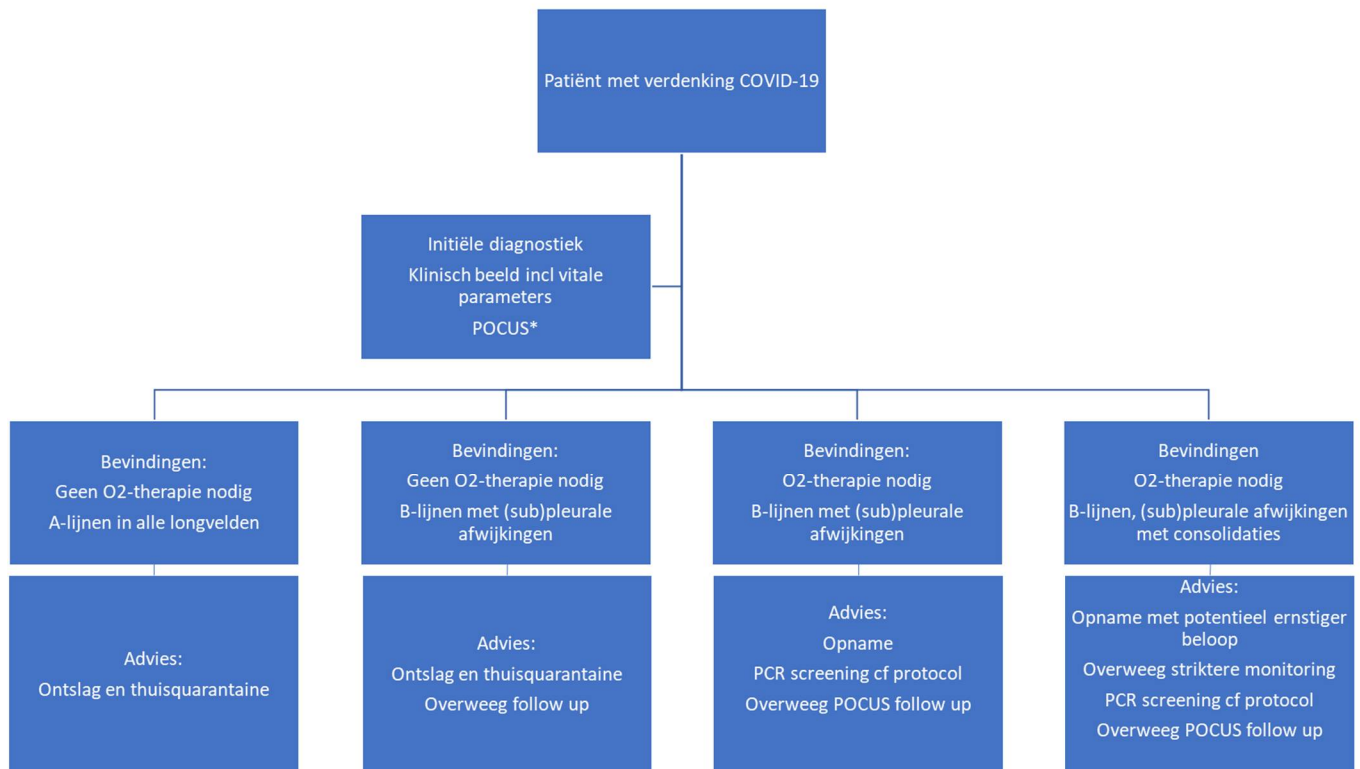 Patiënt met verdenking COVID-19
Initiële diagnostiek
Klinisch beeld incl vitale
parameters
POCUS*
Bevindingen:
Geen O2-therapie nodig
A-lijnen in alle longvelden
Bevindingen:
Geen O2-therapie nodig
B-lijnen met (sub)pleurale
afwijkingen
Bevindingen:
O2-therapie nodig
B-lijnen met (sub)pleurale
afwijkingen
Bevindingen
O2-therapie nodig
B-lijnen, (sub)pleurale afwijkingen
met consolidaties
Advies:
Ontslag en thuisquarantaine
Advies:
Ontslag en thuisquarantaine
Overweeg follow up
Advies:
Opname
PCR screening cf protocol
Overweeg POCUS follow up
Advies:
Opname met potentieel ernstiger
beloop
Overweeg striktere monitoring
PCR screening cf protocol
Overweeg POCUS follow up